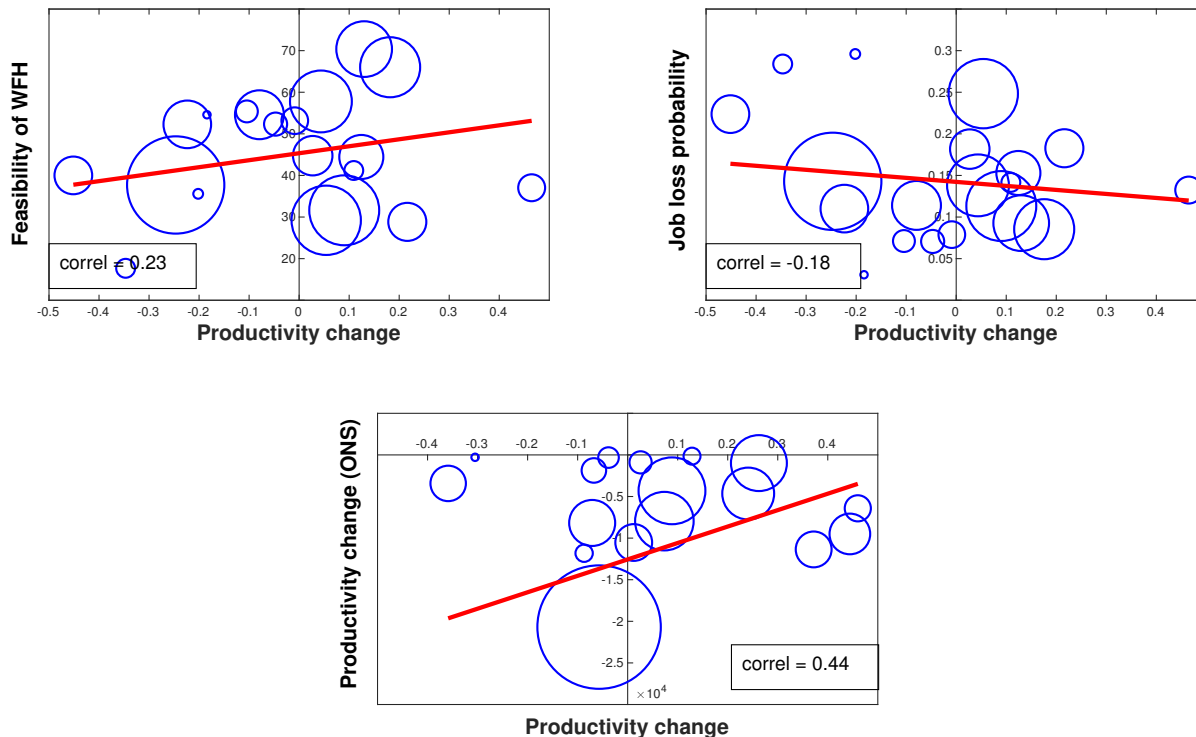 Feasibility of WFH
70
60
50
40
30
20
-0.5 -0.4 -0.3 -0.2 -0.1 0 0.1 0.2 0.3 0.4
correl = 0.23
Productivity change
Job loss probability
0.3
0.25
0.2
0.15
0.1
0.05
-0.5 -0.4 -0.3 -0.2 -0.1 0 0.1 0.2 0.3 0.4
correl = -0.18
Productivity change
Productivity change (ONS)
-0.4 -0.3 -0.2 -0.1 0.1 0.2 0.3 0.4
-0.5
-1
-1.5
-2
-2.5
×10⁴
correl = 0.44
Productivity change